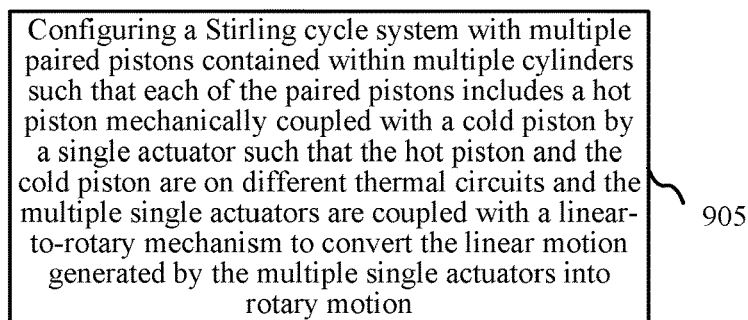 Configuring a Stirling cycle system with multiple
paired pistons contained within multiple cylinders
such that each of the paired pistons includes a hot
piston mechanically coupled with a cold piston by
a single actuator such that the hot piston and the
cold piston are on different thermal circuits and the
multiple single actuators are coupled with a linear-
to-rotary mechanism to convert the linear motion
generated by the multiple single actuators into
rotary motion
905